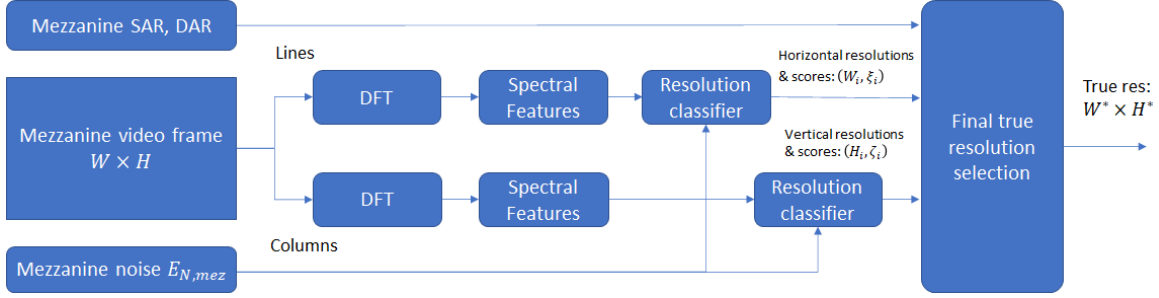 Mezzanine SAR, DAR
Lines
Mezzanine video frame
W × H
DFT
Spectral
Features
Resolution
classifier
Horizontal resolutions
& scores: (W_i, ξ_i)
DFT
Spectral
Features
Vertical resolutions
& scores: (H_i, ζ_i)
Resolution
classifier
Columns
Mezzanine noise E_{N,mez}
Final true
resolution
selection
True res:
W* × H*